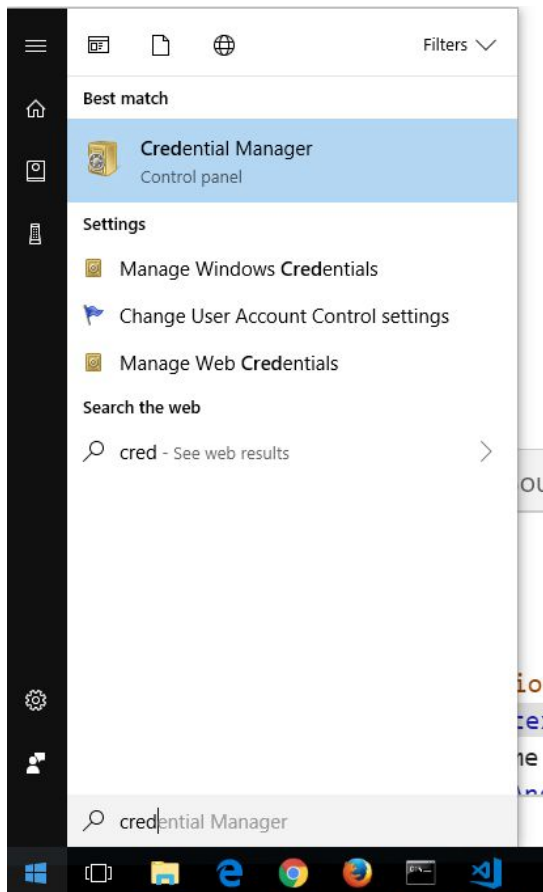 Filters
Best match
Credential Manager
Control panel
Settings
Manage Windows Credentials
Change User Account Control settings
Manage Web Credentials
Search the web
cred - See web results
credential Manager